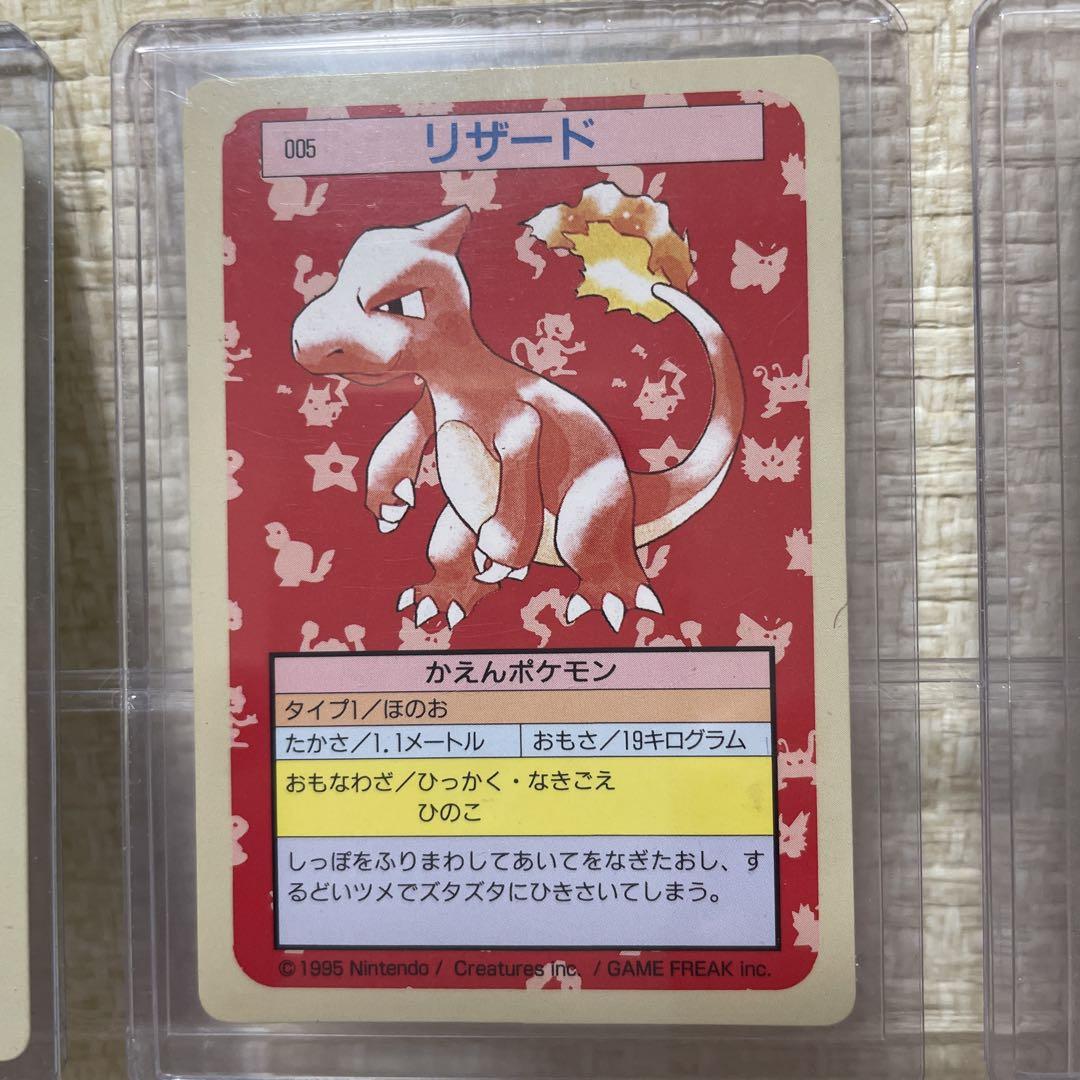 005 リザード
かえんポケモン
タイプ1／ほのお
たかさ／1.1メートル おもさ／19キログラム
おもなわざ／ひっかく・なきごえ
ひのこ
しっぽをふりまわしてあいてをなぎたおし、す
るどいツメでズタズタにひきさいてしまう。
©1995 Nintendo / Creatures inc. / GAME FREAK inc.